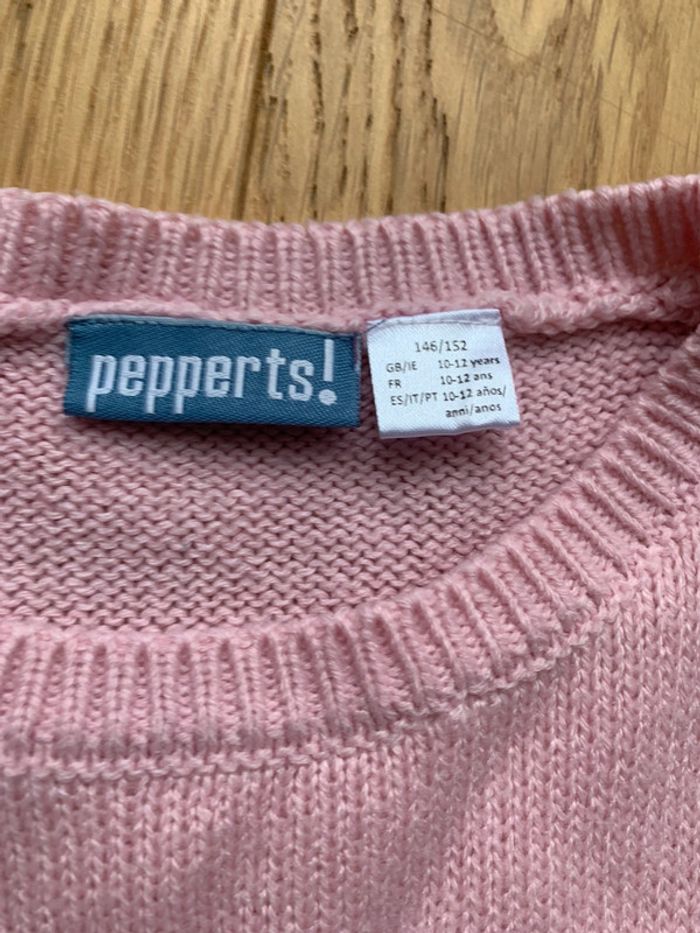 pepperts!
146/152
GB/IE 10-12 years
FR 10-12 ans
ES/IT/PT 10-12 años/
anni/anos